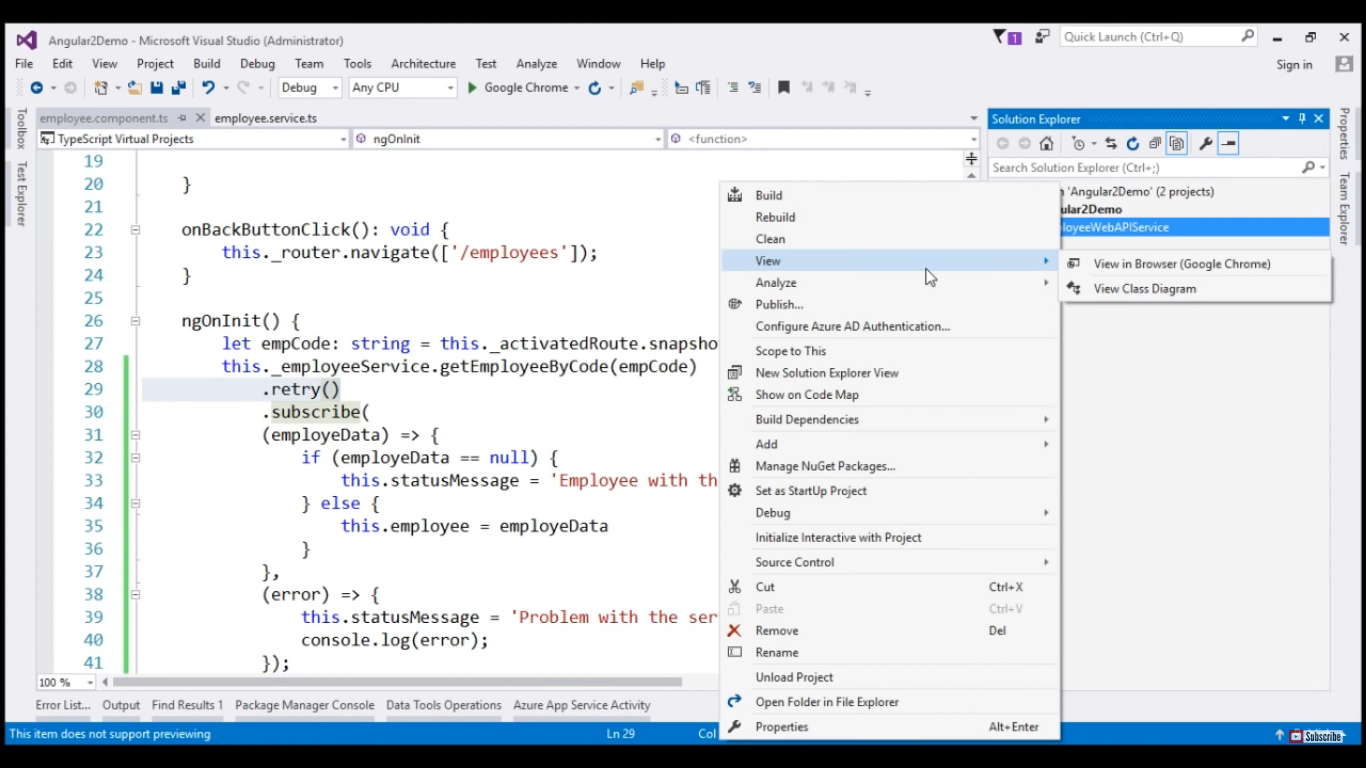 Angular2Demo - Microsoft Visual Studio (Administrator)
1
Quick Launch (Ctrl+Q)
File Edit View Project Build Debug Team Tools Architecture Test Analyze Window Help
Sign in
Debug Any CPU Google Chrome
Toolbox
Test Explorer
employee.component.ts employee.service.ts
TypeScript Virtual Projects ngOnInit <function>
19
20 }
21
22 onBackButtonClick(): void {
23 this._router.navigate(['/employees']);
24 }
25
26 ngOnInit() {
27 let empCode: string = this._activatedRoute.snapsho
28 this._employeeService.getEmployeeByCode(empCode)
29 .retry()
30 .subscribe(
31 (employeData) => {
32 if (employeData == null) {
33 this.statusMessage = 'Employee with th
34 } else {
35 this.employee = employeData
36 }
37 },
38 (error) => {
39 this.statusMessage = 'Problem with the ser
40 console.log(error);
41 });
100 %
Build
Rebuild
Clean
View
Analyze
Publish...
Configure Azure AD Authentication...
Scope to This
New Solution Explorer View
Show on Code Map
Build Dependencies
Add
Manage NuGet Packages...
Set as StartUp Project
Debug
Initialize Interactive with Project
Source Control
Cut Ctrl+X
Paste Ctrl+V
Remove Del
Rename
Unload Project
Open Folder in File Explorer
Properties Alt+Enter
View in Browser (Google Chrome)
View Class Diagram
Solution Explorer
Search Solution Explorer (Ctrl+;)
'Angular2Demo' (2 projects)
ular2Demo
loyeeWebAPIService
Properties
Team Explorer
Error List... Output Find Results 1 Package Manager Console Data Tools Operations Azure App Service Activity
This item does not support previewing Ln 29 Col
Subscribe